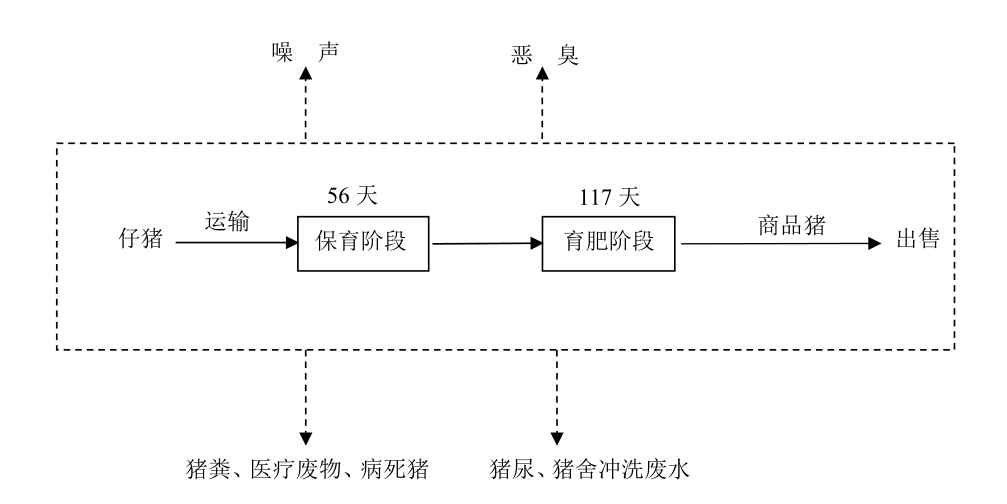 噪 声
恶 臭
56 天
117 天
运输
商品猪
仔猪
保育阶段
育肥阶段
出售
猪粪、医疗废物、病死猪
猪尿、猪舍冲洗废水